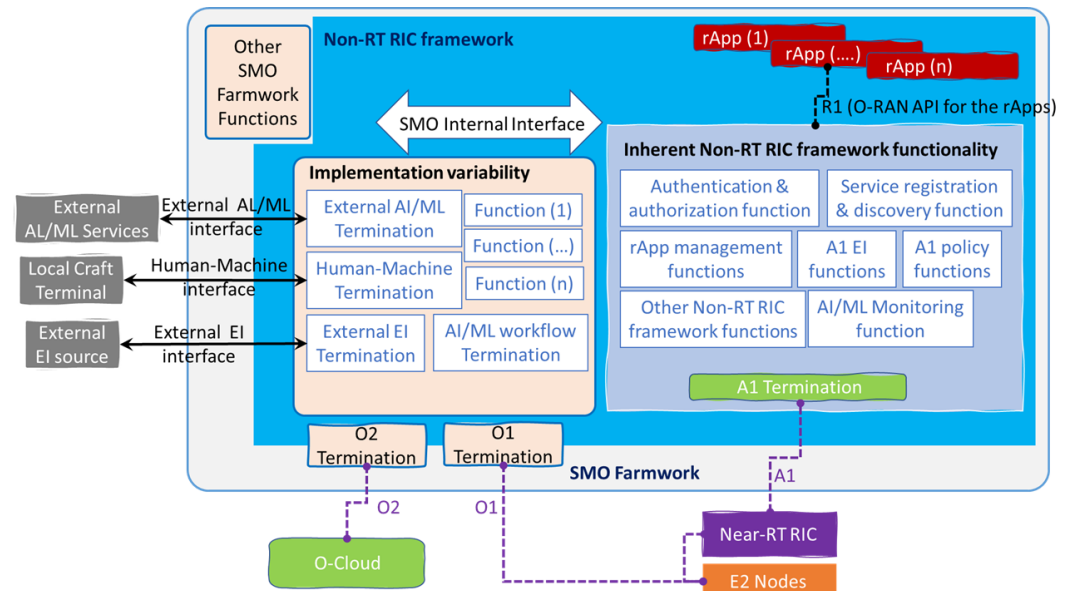 Other
SMO
Farmwork
Functions
Non-RT RIC framework
rApp (1)
rApp (....)
rApp (n)
R1 (O-RAN API for the rApps)
SMO Internal Interface
Implementation variability
External AI/ML
Termination
Function (1)
Function (...)
Human-Machine
Termination
Function (n)
External EI
Termination
AI/ML workflow
Termination
Inherent Non-RT RIC framework functionality
Authentication &
authorization function
Service registration
& discovery function
rApp management
functions
A1 EI
functions
A1 policy
functions
Other Non-RT RIC
framework functions
AI/ML Monitoring
function
A1 Termination
External
AL/ML Services
External AL/ML
interface
Local Craft
Terminal
Human-Machine
interface
External
EI source
External EI
interface
O2
Termination
O1
Termination
SMO Farmwork
O2
O1
A1
O-Cloud
Near-RT RIC
E2 Nodes